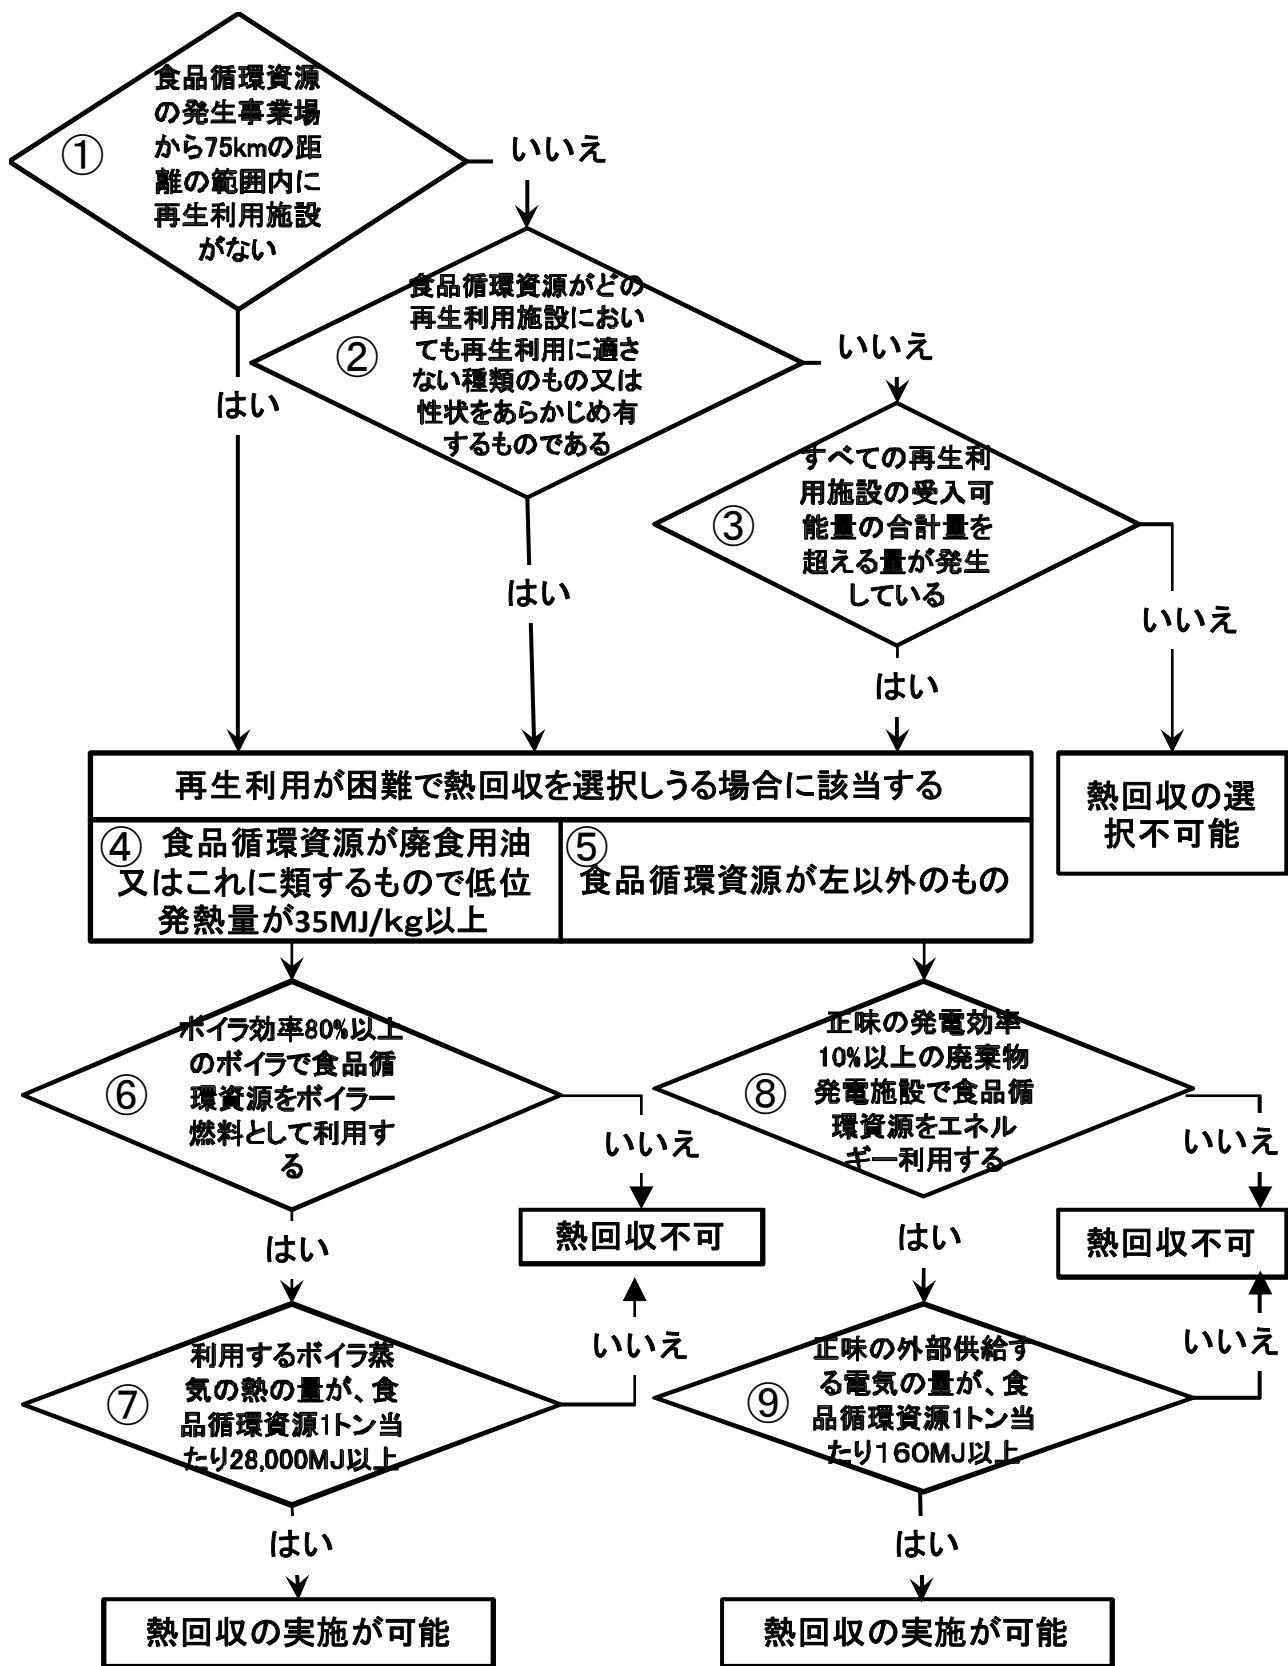 ①
食品循環資源
の発生事業場
から75kmの距
離の範囲内に
再生利用施設
がない
いいえ
はい
②
食品循環資源がどの
再生利用施設におい
ても再生利用に適さ
ない種類のもの又は
性状をあらかじめ有
するものである
いいえ
はい
③
すべての再生利
用施設の受入可
能量の合計量を
超える量が発生
している
いいえ
はい
再生利用が困難で熱回収を選択しうる場合に該当する
熱回収の選
択不可能
④ 食品循環資源が廃食用油
又はこれに類するもので低位
発熱量が35MJ/kg以上
⑤
食品循環資源が左以外のもの
⑥
ボイラ効率80%以上
のボイラで食品循
環資源をボイラー
燃料として利用す
る
いいえ
はい
熱回収不可
⑧
正味の発電効率
10%以上の廃棄物
発電施設で食品循
環資源をエネル
ギー利用する
いいえ
はい
熱回収不可
⑦
利用するボイラ蒸
気の熱の量が、食
品循環資源1トン当
たり28,000MJ以上
いいえ
はい
⑨
正味の外部供給す
る電気の量が、食
品循環資源1トン当
たり160MJ以上
いいえ
はい
熱回収の実施が可能
熱回収の実施が可能